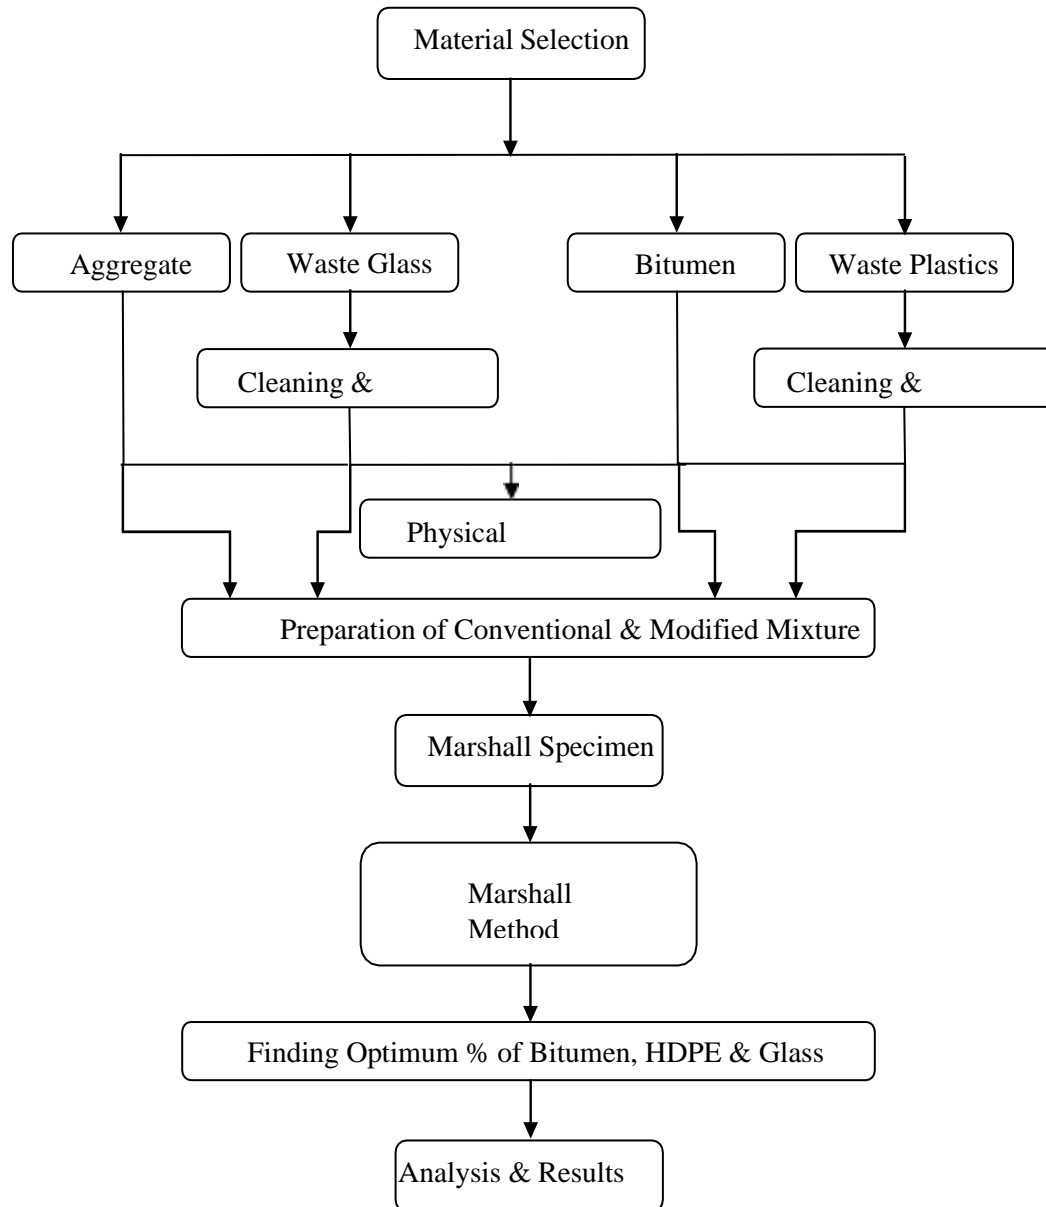 Material Selection
Aggregate
Waste Glass
Bitumen
Waste Plastics
Cleaning &
Cleaning &
Physical
Preparation of Conventional & Modified Mixture
Marshall Specimen
Marshall
Method
Finding Optimum % of Bitumen, HDPE & Glass
Analysis & Results